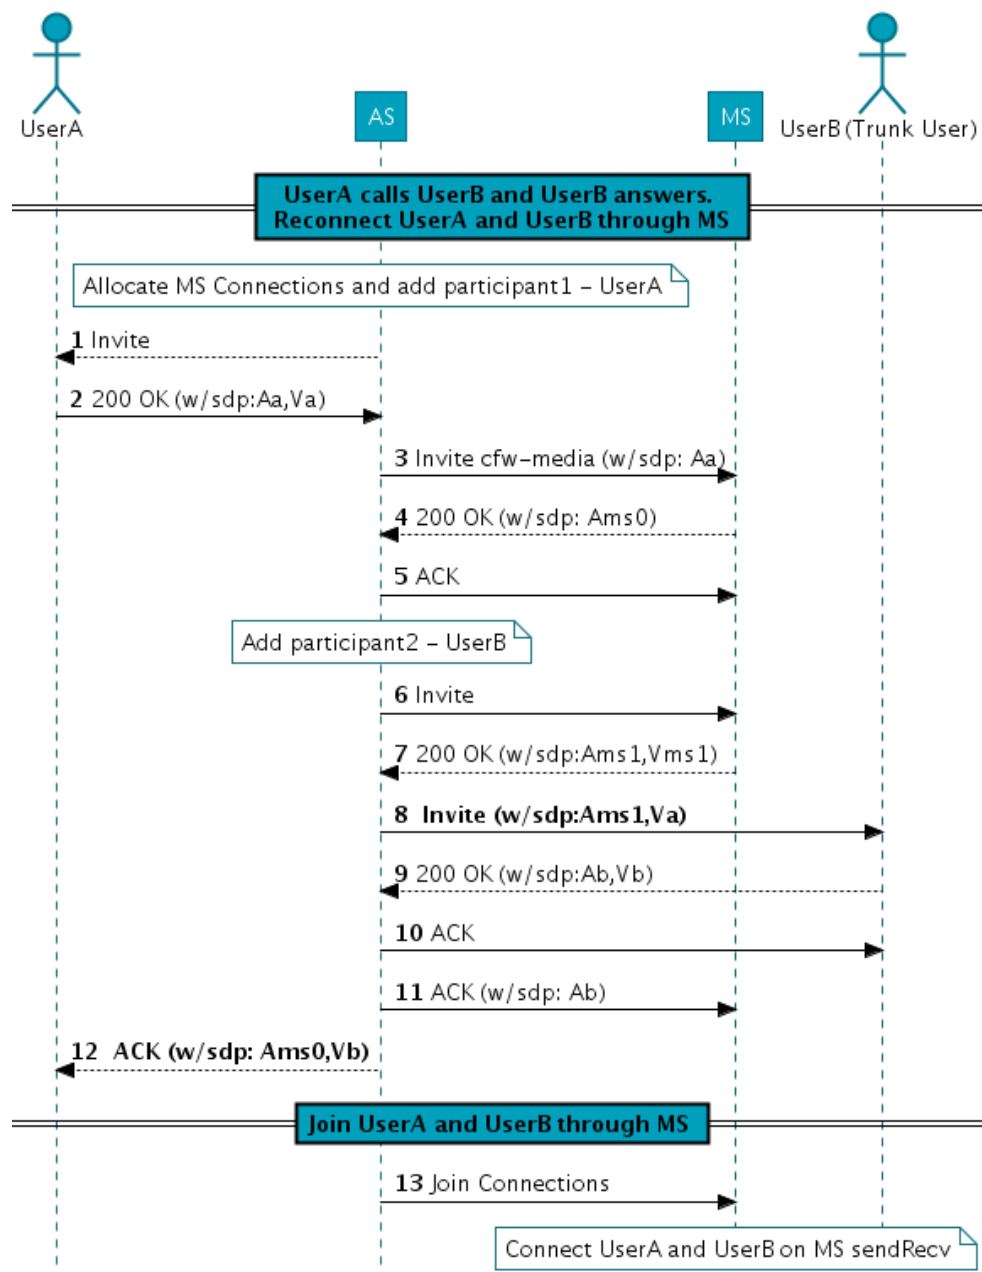 UserA
AS
MS
UserB (Trunk User)
UserA calls UserB and UserB answers.
Reconnect UserA and UserB through MS
Allocate MS Connections and add participant1 – UserA
1 Invite
2 200 OK (w/sdp:Aa,Va)
3 Invite cfw–media (w/sdp: Aa)
4 200 OK (w/sdp: Ams0)
5 ACK
Add participant2 – UserB
6 Invite
7 200 OK (w/sdp:Ams1,Vms1)
8 Invite (w/sdp:Ams1,Va)
9 200 OK (w/sdp:Ab,Vb)
10 ACK
11 ACK (w/sdp: Ab)
12 ACK (w/sdp: Ams0,Vb)
Join UserA and UserB through MS
13 Join Connections
Connect UserA and UserB on MS sendRecv